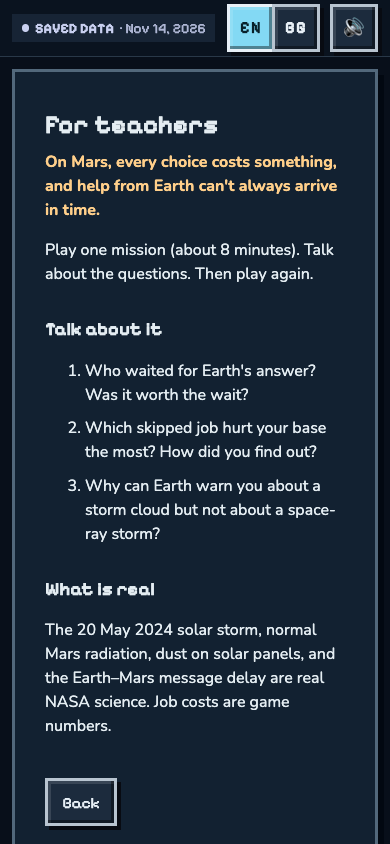 SAVED DATA · Nov 14, 2026
EN
For teachers
On Mars, every choice costs something,
and help from Earth can't always arrive
in time.
Play one mission (about 8 minutes). Talk
about the questions. Then play again.
Talk about it
1. Who waited for Earth's answer?
Was it worth the wait?
2. Which skipped job hurt your base
the most? How did you find out?
3. Why can Earth warn you about a
storm cloud but not about a space-
ray storm?
What is real
The 20 May 2024 solar storm, normal
Mars radiation, dust on solar panels, and
the Earth–Mars message delay are real
NASA science. Job costs are game
numbers.
Back